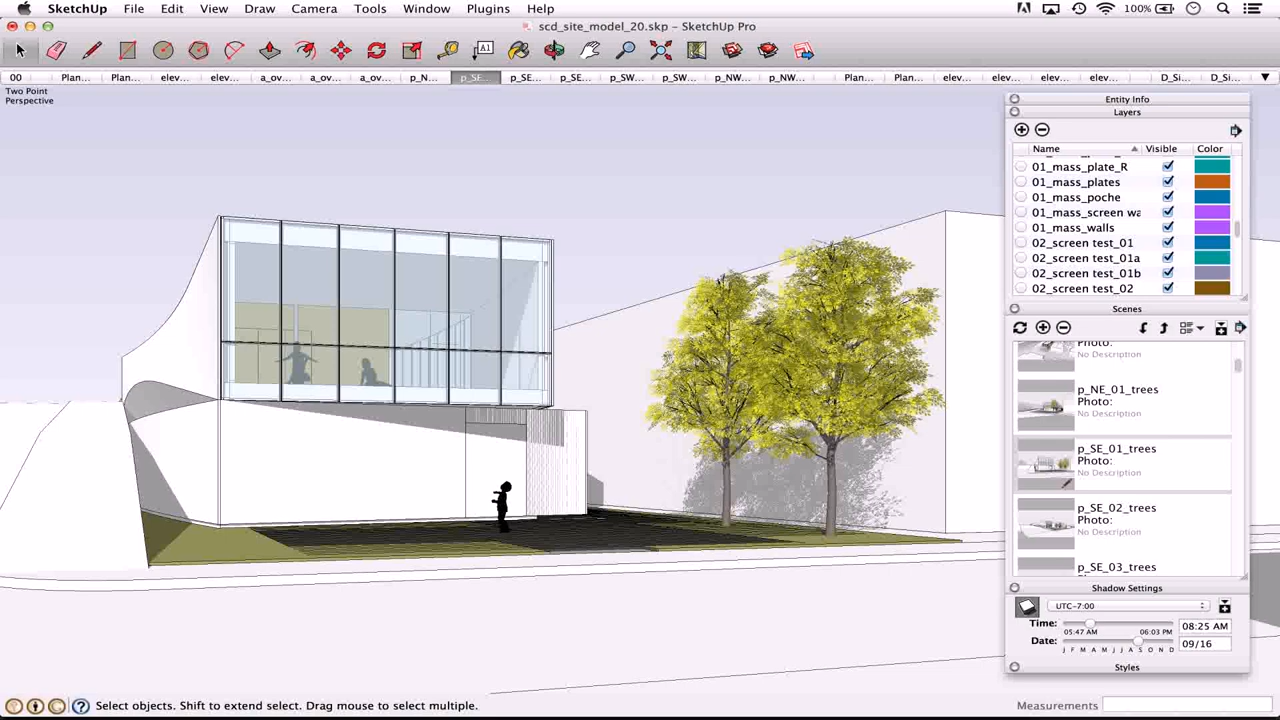 SketchUp File Edit View Draw Camera Tools Window Plugins Help 100%
scd_site_model_20.skp - SketchUp Pro
A1
00 Plan... Plan... elev... elev... a_ov... a_ov... a_ov... p_N... p_SE... p_SE... p_SE... p_SW... p_SW... p_NW... p_NW... Plan... Plan... elev... elev... elev... elev... D_Si... D_Si...
Two Point
Perspective
Entity Info
Layers
Name Visible Color
01_mass_plate_R
01_mass_plates
01_mass_poche
01_mass_screen wa
01_mass_walls
02_screen test_01
02_screen test_01a
02_screen test_01b
02_screen test_02
Scenes
Photo:
No Description
p_NE_01_trees
Photo:
No Description
p_SE_01_trees
Photo:
No Description
p_SE_02_trees
Photo:
No Description
p_SE_03_trees
Shadow Settings
UTC-7:00
Time: 08:25 AM
05:47 AM 06:03 PM
Date: 09/16
J F M A M J J A S O N D
Styles
Select objects. Shift to extend select. Drag mouse to select multiple.
Measurements